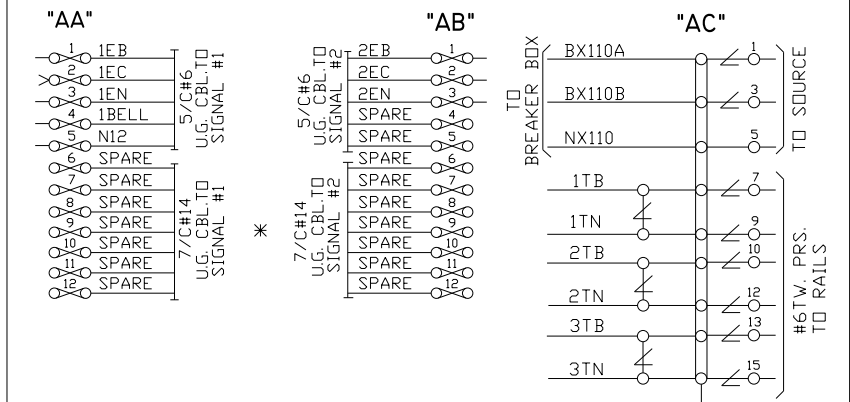 "AA"
1 1EB
2 1EC
3 1EN
4 1BELL
5 N12
6 SPARE
7 SPARE
8 SPARE
9 SPARE
10 SPARE
11 SPARE
12 SPARE
5/C#6
U.G. CBL.TO
SIGNAL #1
7/C#14
U.G. CBL.TO
SIGNAL #1
*
"AB"
5/C#6
U.G. CBL.TO
SIGNAL #2
7/C#14
U.G. CBL.TO
SIGNAL #2
2EB 1
2EC 2
2EN 3
SPARE 4
SPARE 5
SPARE 6
SPARE 7
SPARE 8
SPARE 9
SPARE 10
SPARE 11
SPARE 12
"AC"
TO
BREAKER BOX
BX110A 1
BX110B 3
NX110 5
TO SOURCE
1TB 7
1TN 9
2TB 10
2TN 12
3TB 13
3TN 15
#6TW. PRS.
TO RAILS